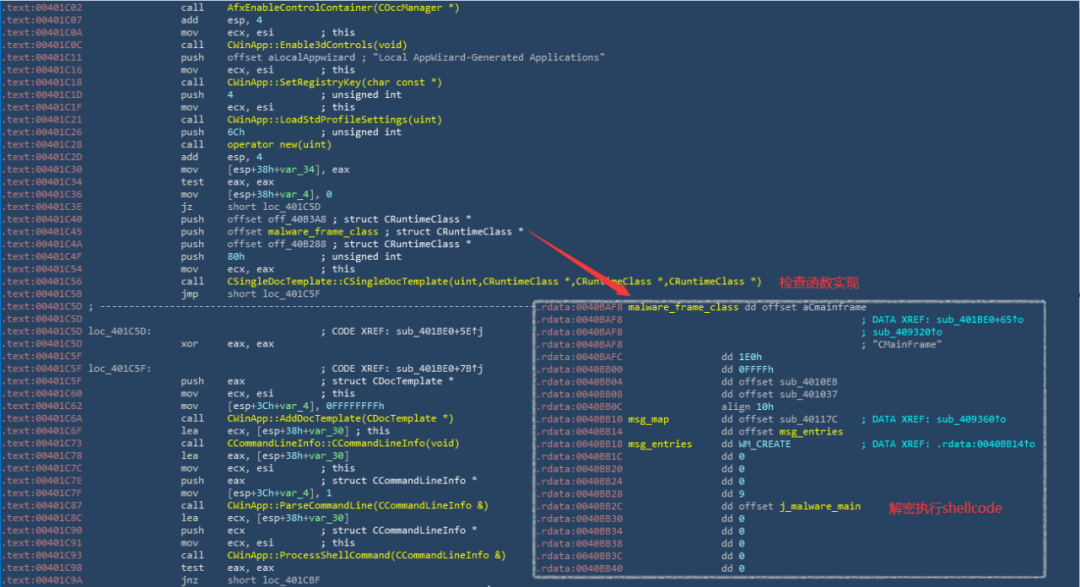 .text:00401C02 call AfxEnableControlContainer(COccManager *)
.text:00401C07 add esp, 4
.text:00401C0A mov ecx, esi ; this
.text:00401C0C call CWinApp::Enable3dControls(void)
.text:00401C11 push offset aLocalAppwizard ; "Local AppWizard-Generated Applications"
.text:00401C16 mov ecx, esi ; this
.text:00401C18 call CWinApp::SetRegistryKey(char const *)
.text:00401C1D push 4 ; unsigned int
.text:00401C1F mov ecx, esi ; this
.text:00401C21 call CWinApp::LoadStdProfileSettings(uint)
.text:00401C26 push 6Ch ; unsigned int
.text:00401C28 call operator new(uint)
.text:00401C2D add esp, 4
.text:00401C30 mov [esp+38h+var_34], eax
.text:00401C34 test eax, eax
.text:00401C36 mov [esp+38h+var_4], 0
.text:00401C3E jz short loc_401C5D
.text:00401C40 push offset off_40B3A8 ; struct CRuntimeClass *
.text:00401C45 push offset malware_frame_class ; struct CRuntimeClass *
.text:00401C4A push offset off_40B288 ; struct CRuntimeClass *
.text:00401C4F push 80h ; unsigned int
.text:00401C54 mov ecx, eax ; this
.text:00401C56 call CSingleDocTemplate::CSingleDocTemplate(uint,CRuntimeClass *,CRuntimeClass *,CRuntimeClass *) 检查函数实现
.text:00401C5B jmp short loc_401C5F
.text:00401C5D ; ---------------------------------------------------------------------------
.text:00401C5D
.text:00401C5D loc_401C5D: ; CODE XREF: sub_401BE0+5E↑j
.text:00401C5D xor eax, eax
.text:00401C5F
.text:00401C5F loc_401C5F: ; CODE XREF: sub_401BE0+7B↑j
.text:00401C5F push eax ; struct CDocTemplate *
.text:00401C60 mov ecx, esi ; this
.text:00401C62 mov [esp+3Ch+var_4], 0FFFFFFFFh
.text:00401C6A call CWinApp::AddDocTemplate(CDocTemplate *)
.text:00401C6F lea ecx, [esp+38h+var_30] ; this
.text:00401C73 call CCommandLineInfo::CCommandLineInfo(void)
.text:00401C78 lea eax, [esp+38h+var_30]
.text:00401C7C mov ecx, esi ; this
.text:00401C7E push eax ; struct CCommandLineInfo *
.text:00401C7F mov [esp+3Ch+var_4], 1
.text:00401C87 call CWinApp::ParseCommandLine(CCommandLineInfo &)
.text:00401C8C lea ecx, [esp+38h+var_30]
.text:00401C90 push ecx ; struct CCommandLineInfo *
.text:00401C91 mov ecx, esi ; this
.text:00401C93 call CWinApp::ProcessShellCommand(CCommandLineInfo &)
.text:00401C98 test eax, eax
.text:00401C9A jnz short loc_401CBF
.rdata:0040BAF8 malware_frame_class dd offset aCmainframe
.rdata:0040BAF8 ; DATA XREF: sub_401BE0+65↑o
.rdata:0040BAF8 ; sub_409320↑o
.rdata:0040BAF8 ; "CMainFrame"
.rdata:0040BAFC dd 1E0h
.rdata:0040BB00 dd 0FFFFh
.rdata:0040BB04 dd offset sub_4010EB
.rdata:0040BB08 dd offset sub_401037
.rdata:0040BB0C align 10h
.rdata:0040BB10 msg_map dd offset sub_40117C ; DATA XREF: sub_409360↑o
.rdata:0040BB14 dd offset msg_entries
.rdata:0040BB18 msg_entries dd WM_CREATE ; DATA XREF: .rdata:0040BB14↑o
.rdata:0040BB1C dd 0
.rdata:0040BB20 dd 0
.rdata:0040BB24 dd 0
.rdata:0040BB28 dd 9
.rdata:0040BB2C dd offset j_malware_main 解密执行shellcode
.rdata:0040BB30 dd 0
.rdata:0040BB34 dd 0
.rdata:0040BB38 dd 0
.rdata:0040BB3C dd 0
.rdata:0040BB40 dd 0